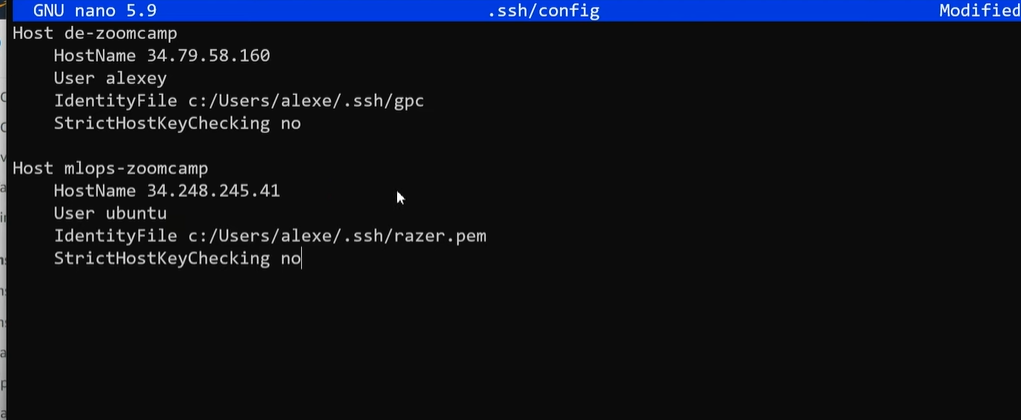 GNU nano 5.9 .ssh/config Modified
Host de-zoomcamp
    HostName 34.79.58.160
    User alexey
    IdentityFile c:/Users/alexe/.ssh/gpc
    StrictHostKeyChecking no

Host mlops-zoomcamp
    HostName 34.248.245.41
    User ubuntu
    IdentityFile c:/Users/alexe/.ssh/razer.pem
    StrictHostKeyChecking no